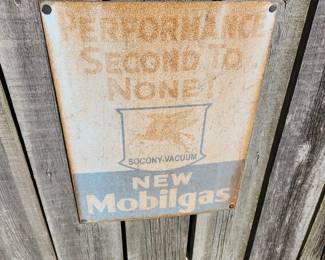 PERFORMANCE
SECOND TO
NONE!
SOCONY-VACUUM
NEW
Mobilgas